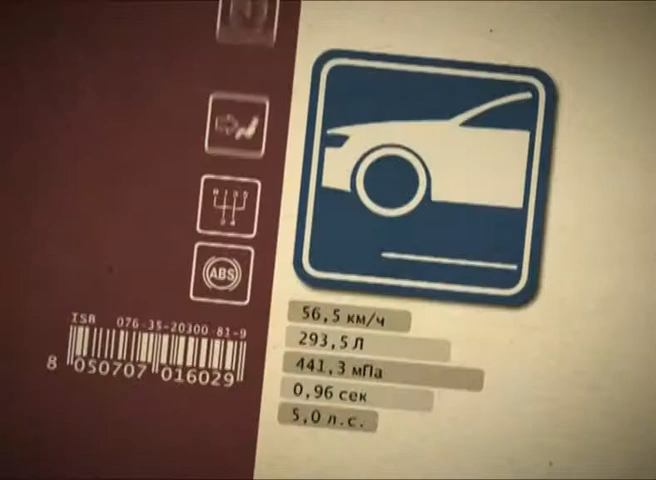 ABS
ISB 076-35-20300-81-9
8 050707 016029
56,5 км/ч
293,5 Л
441,3 мПа
0,96 сек
5,0 л.с.